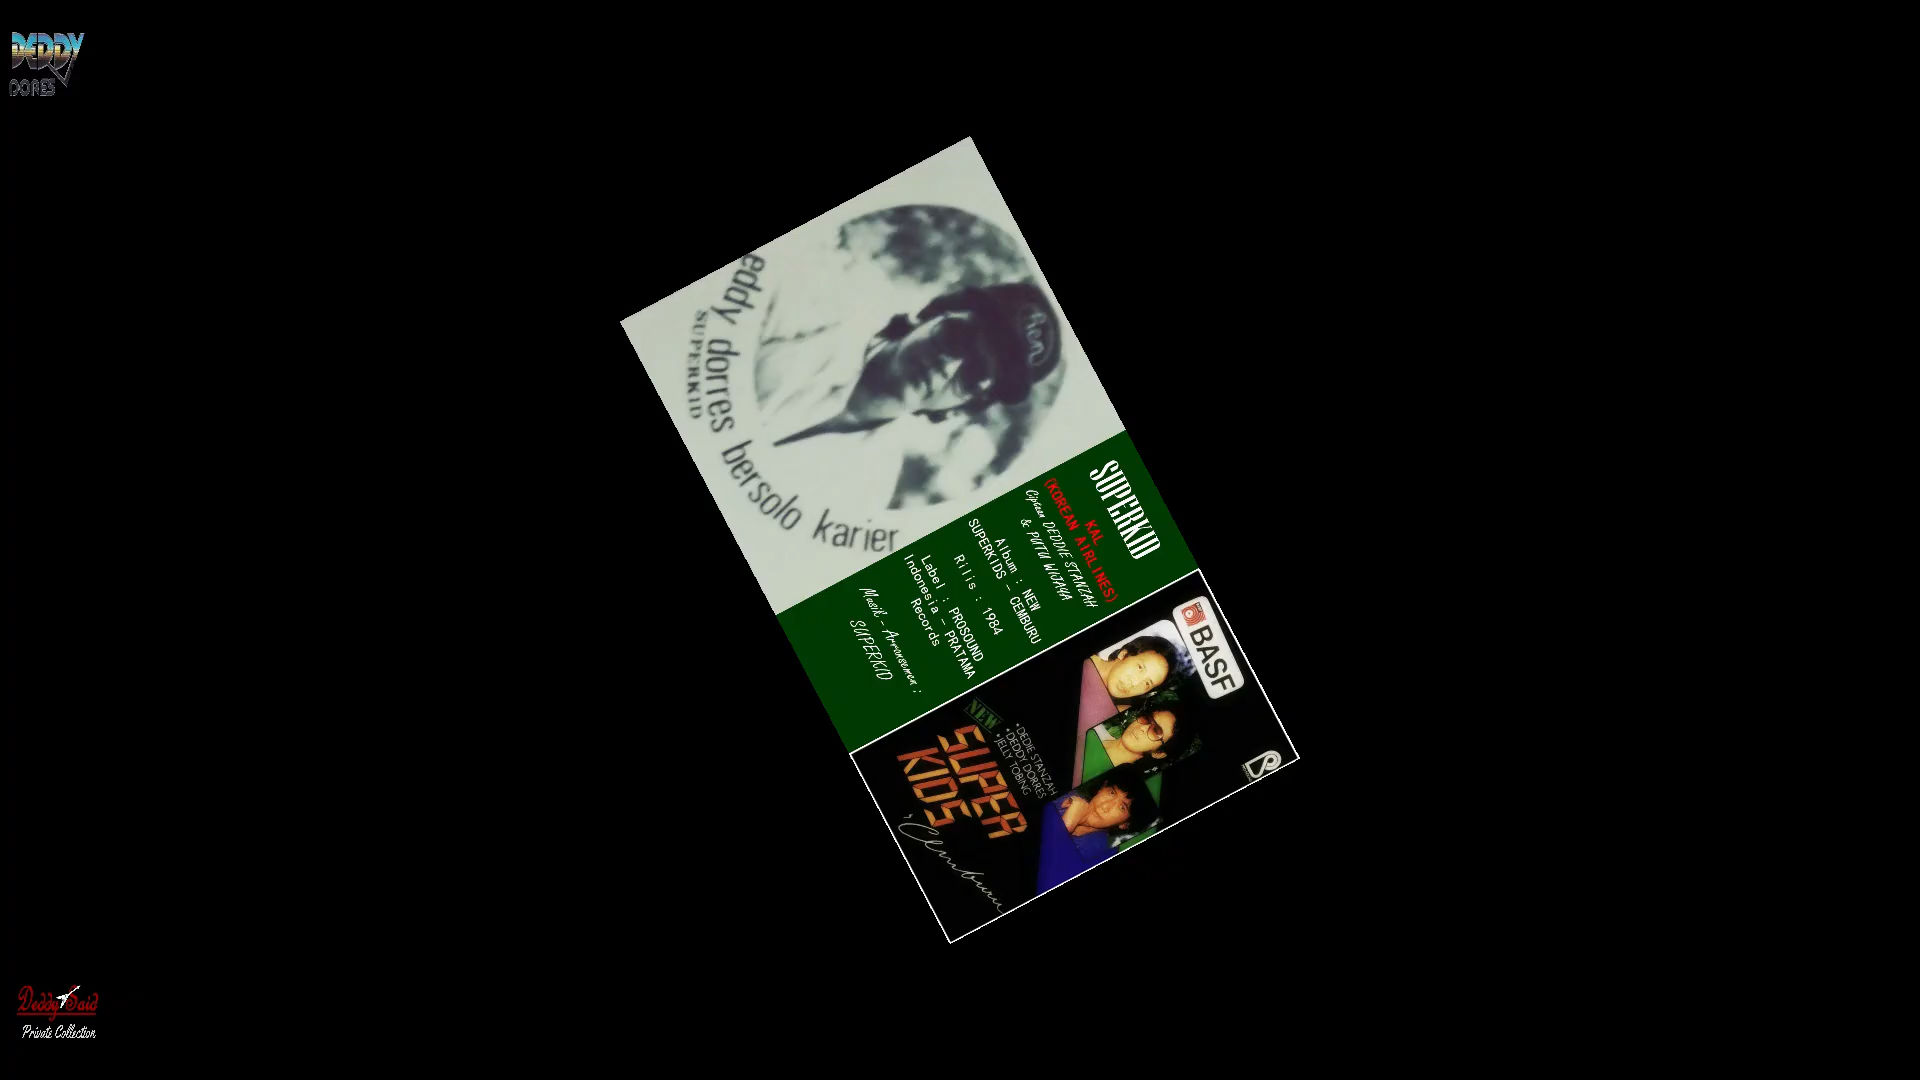 DEDDY
DORES
eddy dorres bersolo karier
SUPERKID
SUPERKID
KAL
(KOREAN AIRLINES)
Ciptaan DEDDIE STANZAH
& PUTU WIJAYA
Album : NEW
SUPERKIDS - CEMBURU
Rilis : 1984
Label : PROSOUND
Indonesia - PRATAMA
Records
Musik - Arransemen :
SUPERKID
BASF
•DEDIE STANZAH
•DEDDY DORRES
•JELLY TOBING
NEW
SUPER
KIDS
Cemburu
Deddy Said
Private Collection